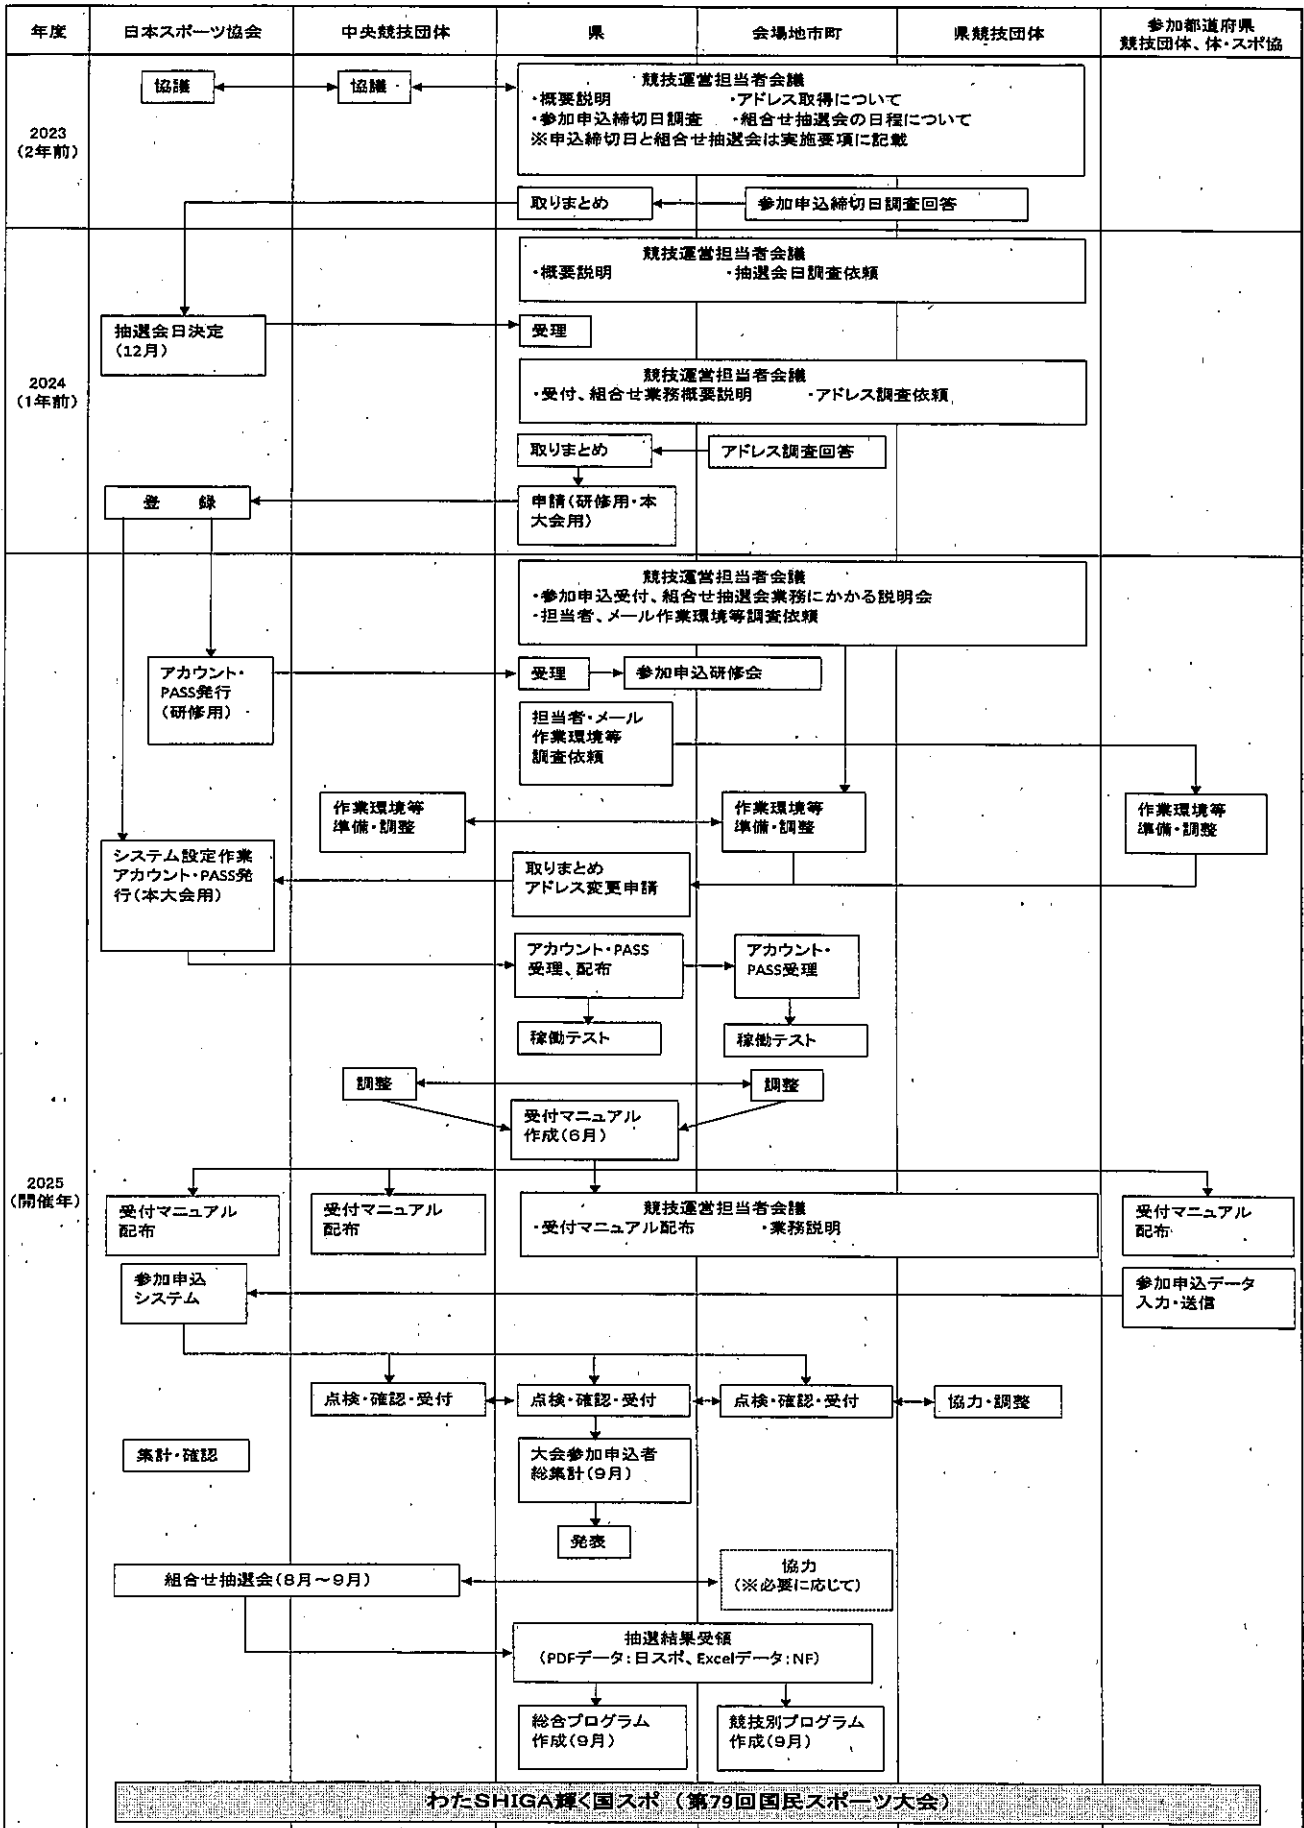 年度
日本スポーツ協会
中央競技団体
県
会場地市町
県競技団体
参加都道府県
競技団体、体・スポ協
2023
(2年前)
協議
協議
競技運営担当者会議
・概要説明 ・アドレス取得について
・参加申込締切日調査 ・組合せ抽選会の日程について
※申込締切日と組合せ抽選会は実施要項に記載
取りまとめ
参加申込締切日調査回答
2024
(1年前)
競技運営担当者会議
・概要説明 ・抽選会日調査依頼
抽選会日決定
(12月)
受理
競技運営担当者会議
・受付、組合せ業務概要説明 ・アドレス調査依頼
取りまとめ
アドレス調査回答
登 録
申請(研修用・本
大会用)
2025
(開催年)
競技運営担当者会議
・参加申込受付、組合せ抽選会業務にかかる説明会
・担当者、メール作業環境等調査依頼
アカウント・
PASS発行
(研修用)
受理
参加申込研修会
担当者・メール
作業環境等
調査依頼
作業環境等
準備・調整
作業環境等
準備・調整
作業環境等
準備・調整
システム設定作業
アカウント・PASS発
行(本大会用)
取りまとめ
アドレス変更申請
アカウント・PASS
受理、配布
アカウント・
PASS受理
稼働テスト
稼働テスト
調整
調整
受付マニュアル
作成(6月)
受付マニュアル
配布
受付マニュアル
配布
競技運営担当者会議
・受付マニュアル配布 ・業務説明
受付マニュアル
配布
参加申込
システム
参加申込データ
入力・送信
点検・確認・受付
点検・確認・受付
点検・確認・受付
協力・調整
集計・確認
大会参加申込者
総集計(9月)
発表
組合せ抽選会(8月～9月)
協力
(※必要に応じて)
抽選結果受領
(PDFデータ:日スポ、Excelデータ:NF)
総合プログラム
作成(9月)
競技別プログラム
作成(9月)
わたSHIGA輝く国スポ (第79回国民スポーツ大会)